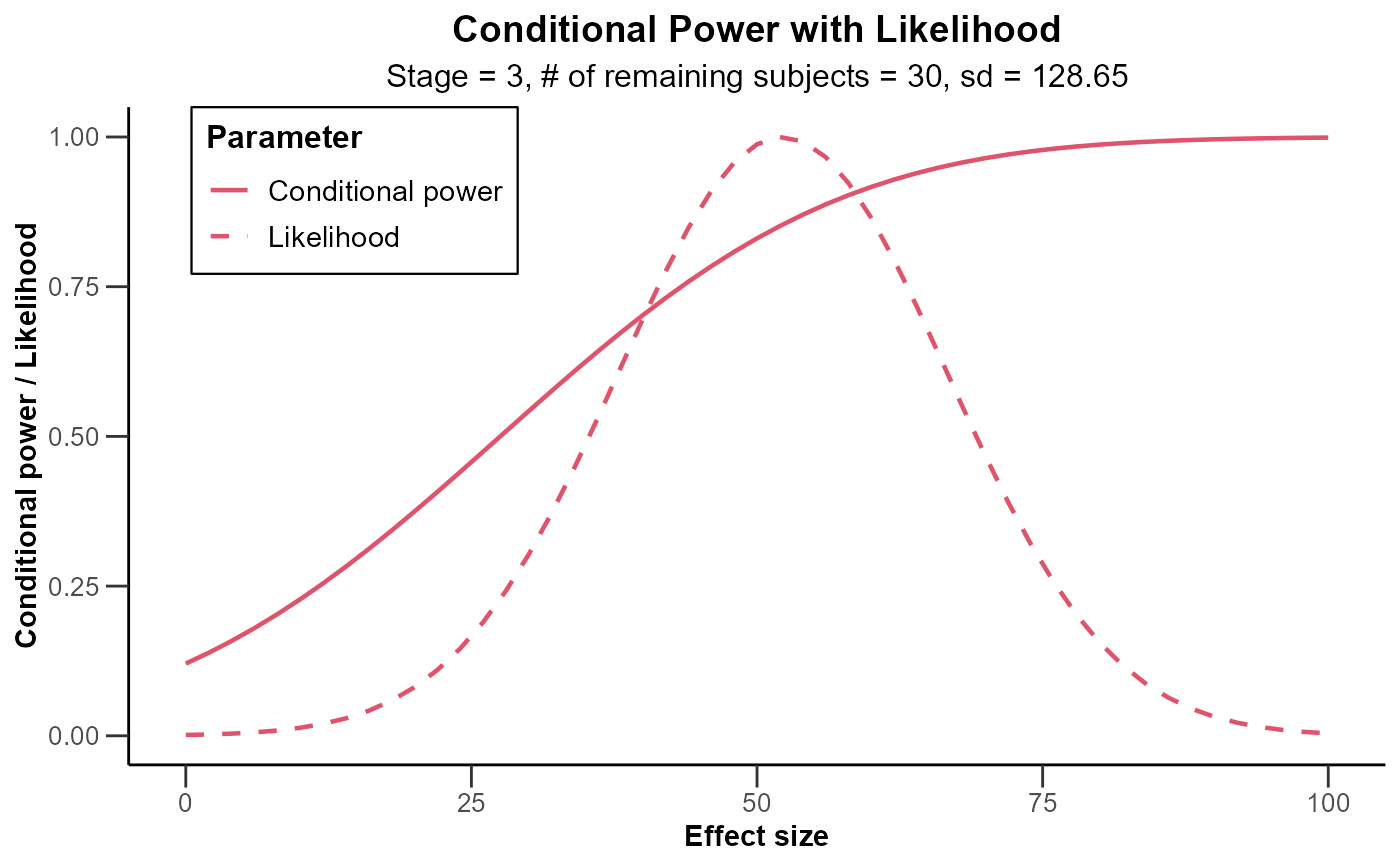 Conditional Power with Likelihood
Stage = 3, # of remaining subjects = 30, sd = 128.65
Parameter
Conditional power
Likelihood
Conditional power / Likelihood
1.00
0.75
0.50
0.25
0.00
0
25
50
75
100
Effect size